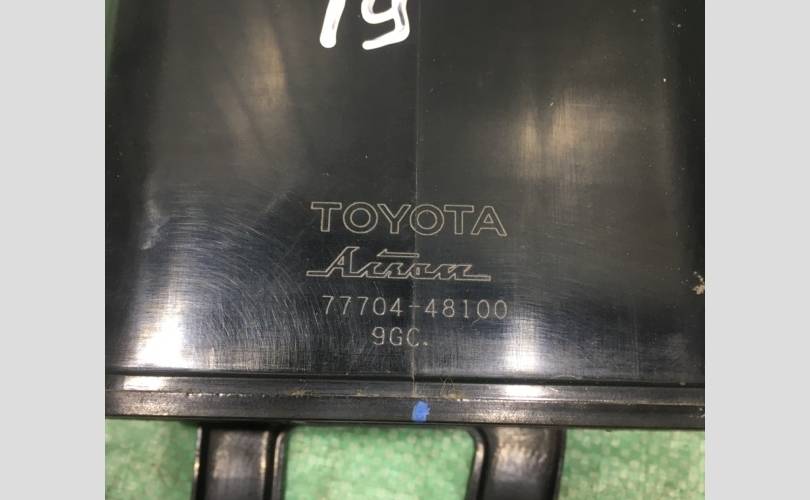 19
TOYOTA
Aisan
77704-48100
9GC.